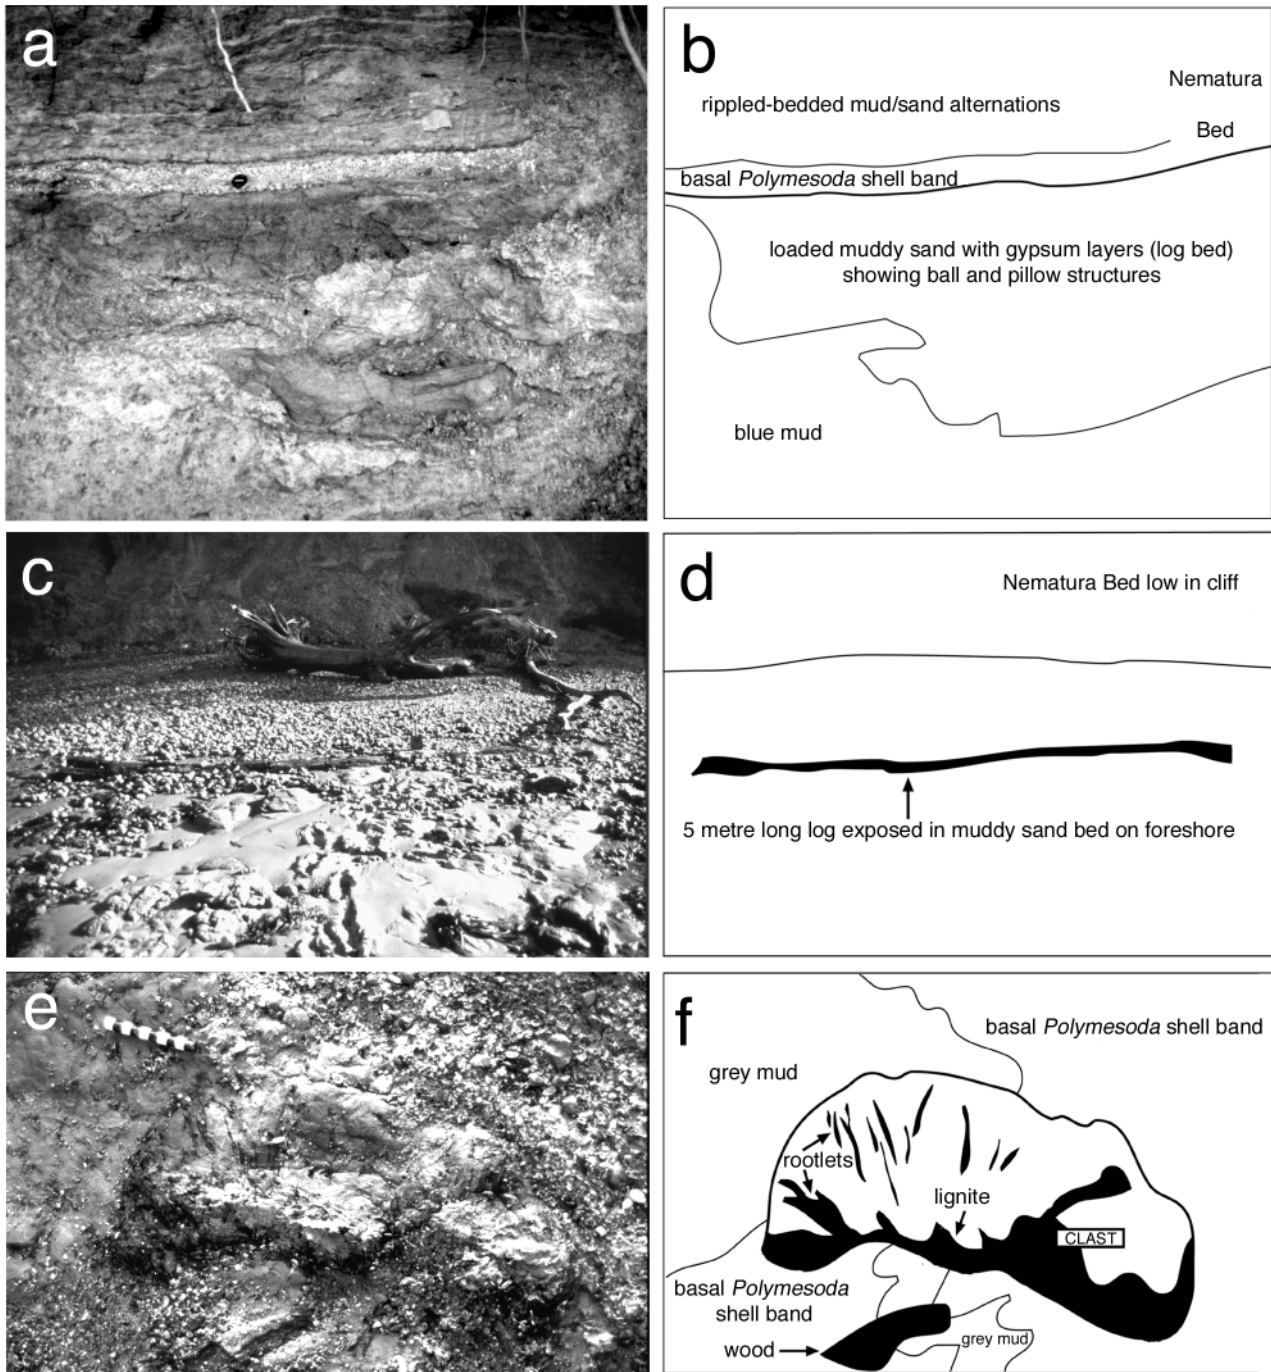 a
b
Nematura
rippled-bedded mud/sand alternations
Bed
basal Polymesoda shell band
loaded muddy sand with gypsum layers (log bed)
showing ball and pillow structures
blue mud
c
d
Nematura Bed low in cliff
5 metre long log exposed in muddy sand bed on foreshore
e
f
basal Polymesoda shell band
grey mud
rootlets
lignite
CLAST
basal Polymesoda
shell band
wood
grey mud